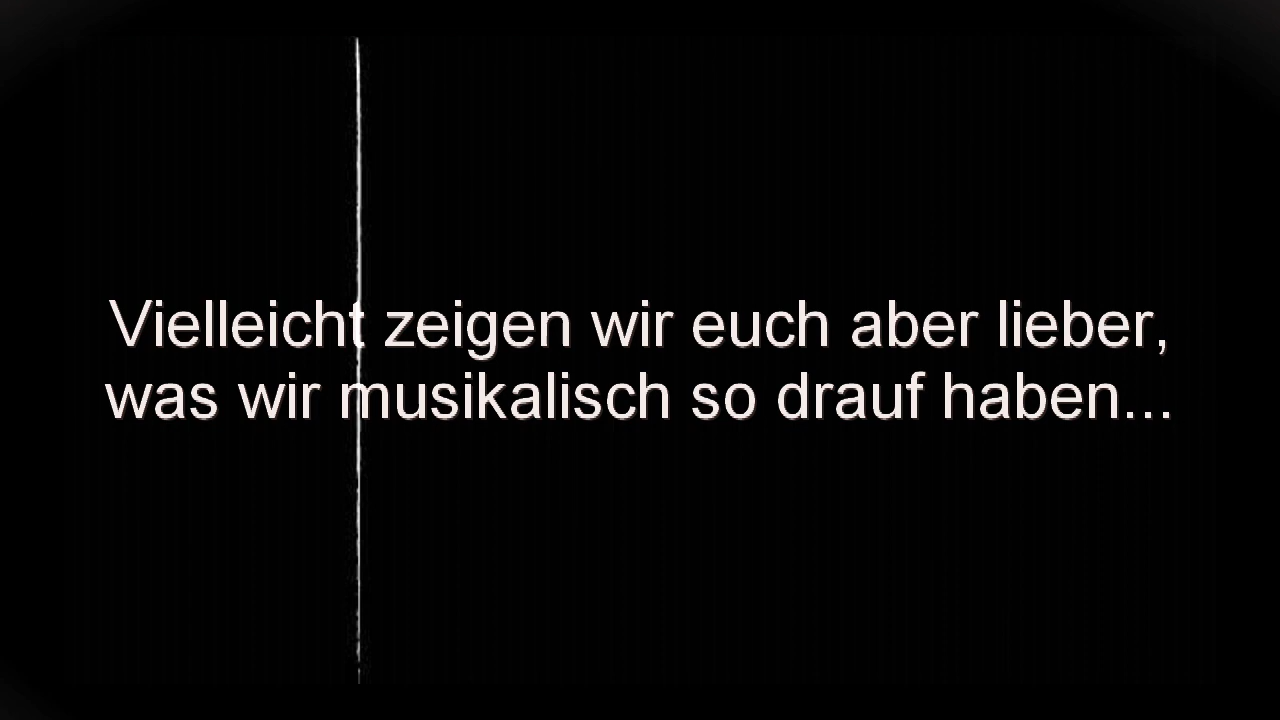 Vielleicht zeigen wir euch aber lieber,
was wir musikalisch so drauf haben...